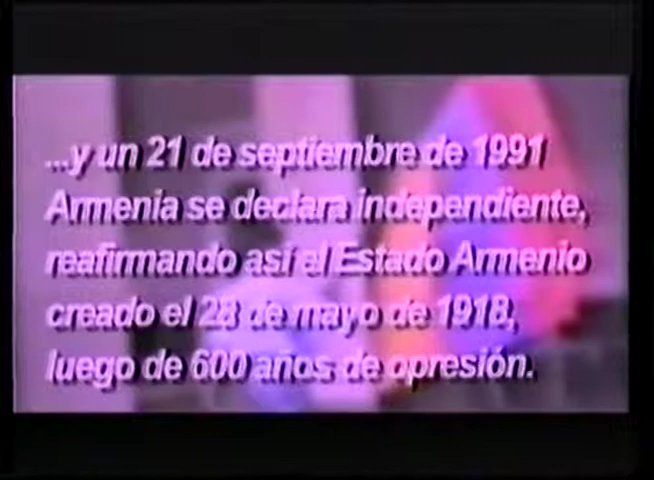 ...y un 21 de septiembre de 1991
Armenia se declara independiente,
reafirmando así el Estado Armenio
creado el 28 de mayo de 1918,
luego de 600 años de opresión.